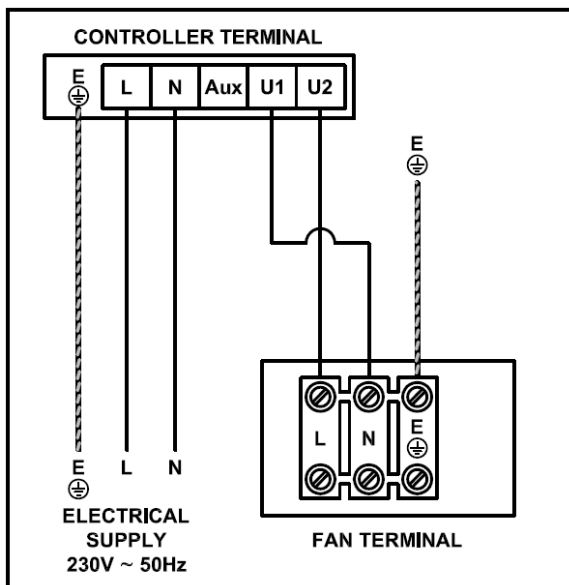 CONTROLLER TERMINAL
E L N Aux U1 U2
E
L N E
E L N
ELECTRICAL
SUPPLY
230V ~ 50Hz
FAN TERMINAL